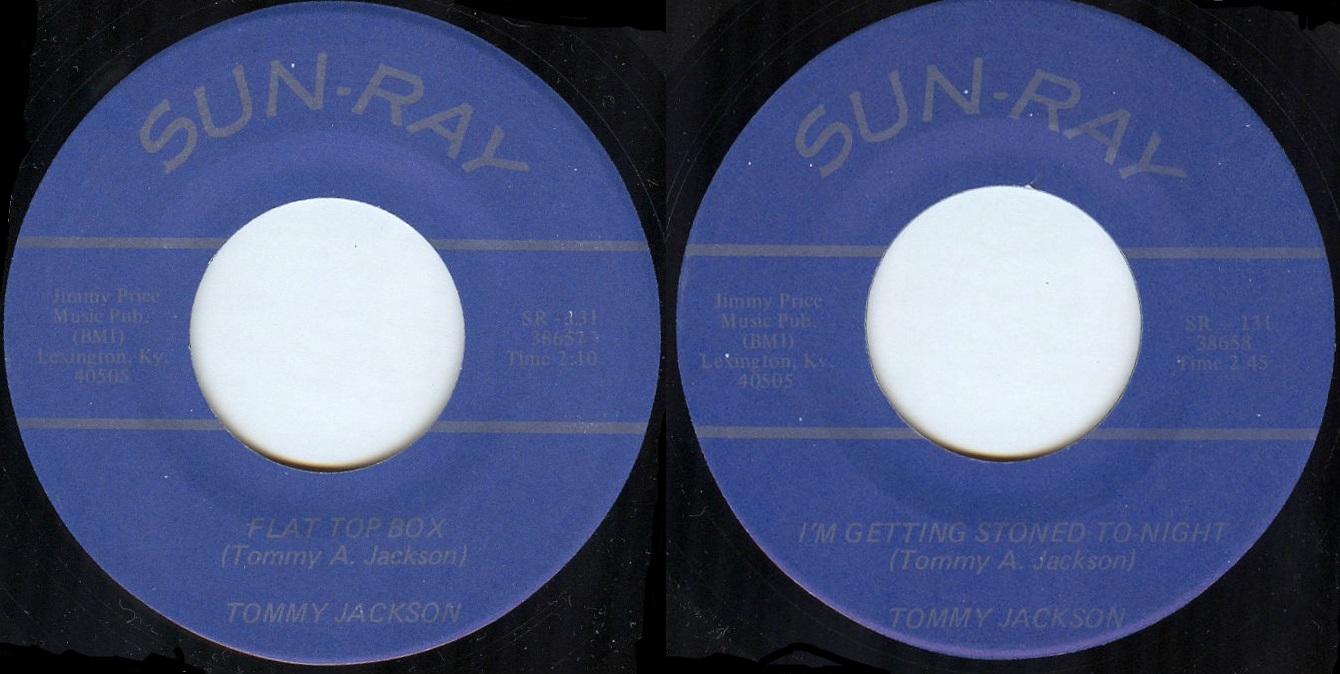 SUN-RAY
Jimmy Price
Music Pub.
(BMI)
Lexington, Ky.
40505
SR - 131
38657
Time 2:10
FLAT TOP BOX
(Tommy A. Jackson)
TOMMY JACKSON
SUN-RAY
Jimmy Price
Music Pub.
(BMI)
Lexington, Ky.
40505
SR - 131
38658
Time 2:45
I'M GETTING STONED TO-NIGHT
(Tommy A. Jackson)
TOMMY JACKSON